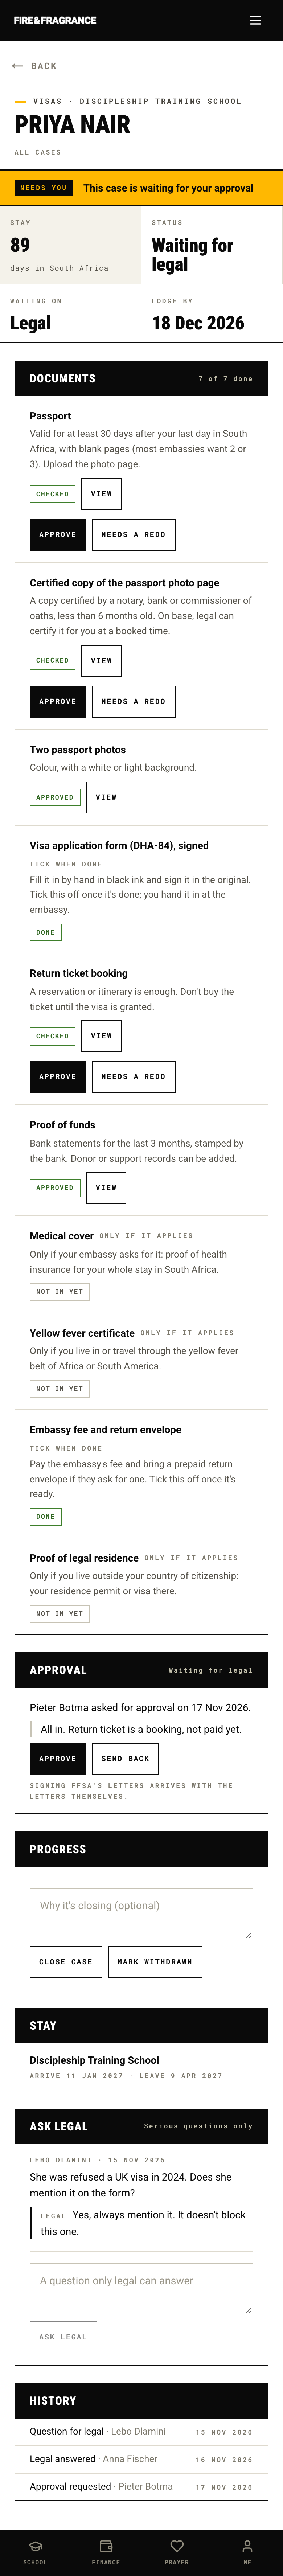 FIRE&FRAGRANCE
← BACK
VISAS · DISCIPLESHIP TRAINING SCHOOL
PRIYA NAIR
ALL CASES
NEEDS YOU This case is waiting for your approval
STAY
89
days in South Africa
STATUS
Waiting for
legal
WAITING ON
Legal
LODGE BY
18 Dec 2026
DOCUMENTS 7 of 7 done
Passport
Valid for at least 30 days after your last day in South
Africa, with blank pages (most embassies want 2 or
3). Upload the photo page.
CHECKED VIEW
APPROVE NEEDS A REDO
Certified copy of the passport photo page
A copy certified by a notary, bank or commissioner of
oaths, less than 6 months old. On base, legal can
certify it for you at a booked time.
CHECKED VIEW
APPROVE NEEDS A REDO
Two passport photos
Colour, with a white or light background.
APPROVED VIEW
Visa application form (DHA-84), signed
TICK WHEN DONE
Fill it in by hand in black ink and sign in the original.
Tick this off once it's done; you hand it in at the
embassy.
DONE
Return ticket booking
A reservation or itinerary is enough. Don't buy the
ticket until the visa is granted.
CHECKED VIEW
APPROVE NEEDS A REDO
Proof of funds
Bank statements for the last 3 months, stamped by
the bank. Donor or support records can be added.
APPROVED VIEW
Medical cover ONLY IF IT APPLIES
Only if your embassy asks for it: proof of health
insurance for your whole stay in South Africa.
NOT IN YET
Yellow fever certificate ONLY IF IT APPLIES
Only if you live in or travel through the yellow fever
belt of Africa or South America.
NOT IN YET
Embassy fee and return envelope
TICK WHEN DONE
Pay the embassy's fee and bring a prepaid return
envelope if they ask for one. Tick this off once it's
ready.
DONE
Proof of legal residence ONLY IF IT APPLIES
Only if you live outside your country of citizenship:
your residence permit or visa there.
NOT IN YET
APPROVAL Waiting for legal
Pieter Botma asked for approval on 17 Nov 2026.
All in. Return ticket is a booking, not paid yet.
APPROVE SEND BACK
SIGNING FFSA'S LETTERS ARRIVES WITH THE
LETTERS THEMSELVES.
PROGRESS
Why it's closing (optional)
CLOSE CASE MARK WITHDRAWN
STAY
Discipleship Training School
ARRIVE 11 JAN 2027 · LEAVE 9 APR 2027
ASK LEGAL Serious questions only
LEBO DLAMINI · 15 NOV 2026
She was refused a UK visa in 2024. Does she
mention it on the form?
LEGAL Yes, always mention it. It doesn't block
this one.
A question only legal can answer
ASK LEGAL
HISTORY
Question for legal · Lebo Dlamini 15 NOV 2026
Legal answered · Anna Fischer 16 NOV 2026
Approval requested · Pieter Botma 17 NOV 2026
SCHOOL FINANCE PRAYER ME